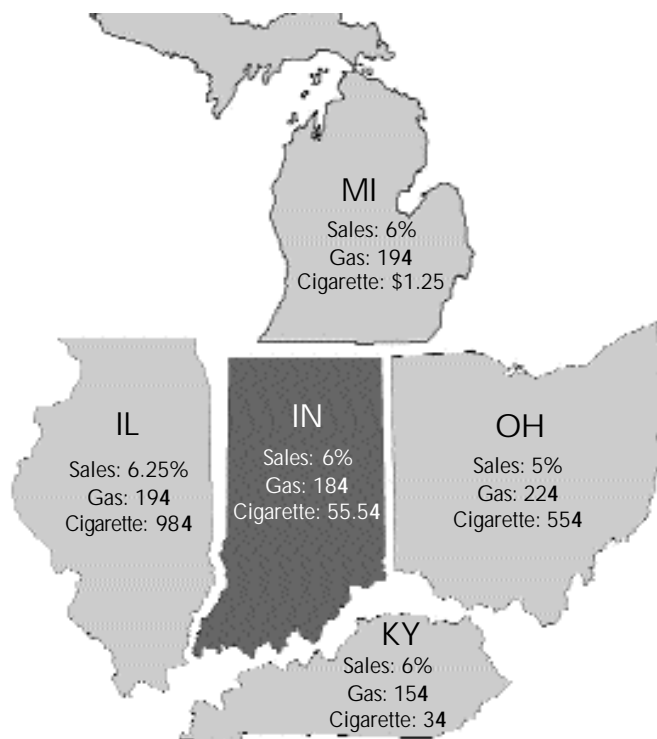 MI
Sales: 6%
Gas: 194
Cigarette: $1.25
IL
Sales: 6.25%
Gas: 194
Cigarette: 984
IN
Sales: 6%
Gas: 184
Cigarette: 55.54
OH
Sales: 5%
Gas: 224
Cigarette: 554
KY
Sales: 6%
Gas: 154
Cigarette: 34